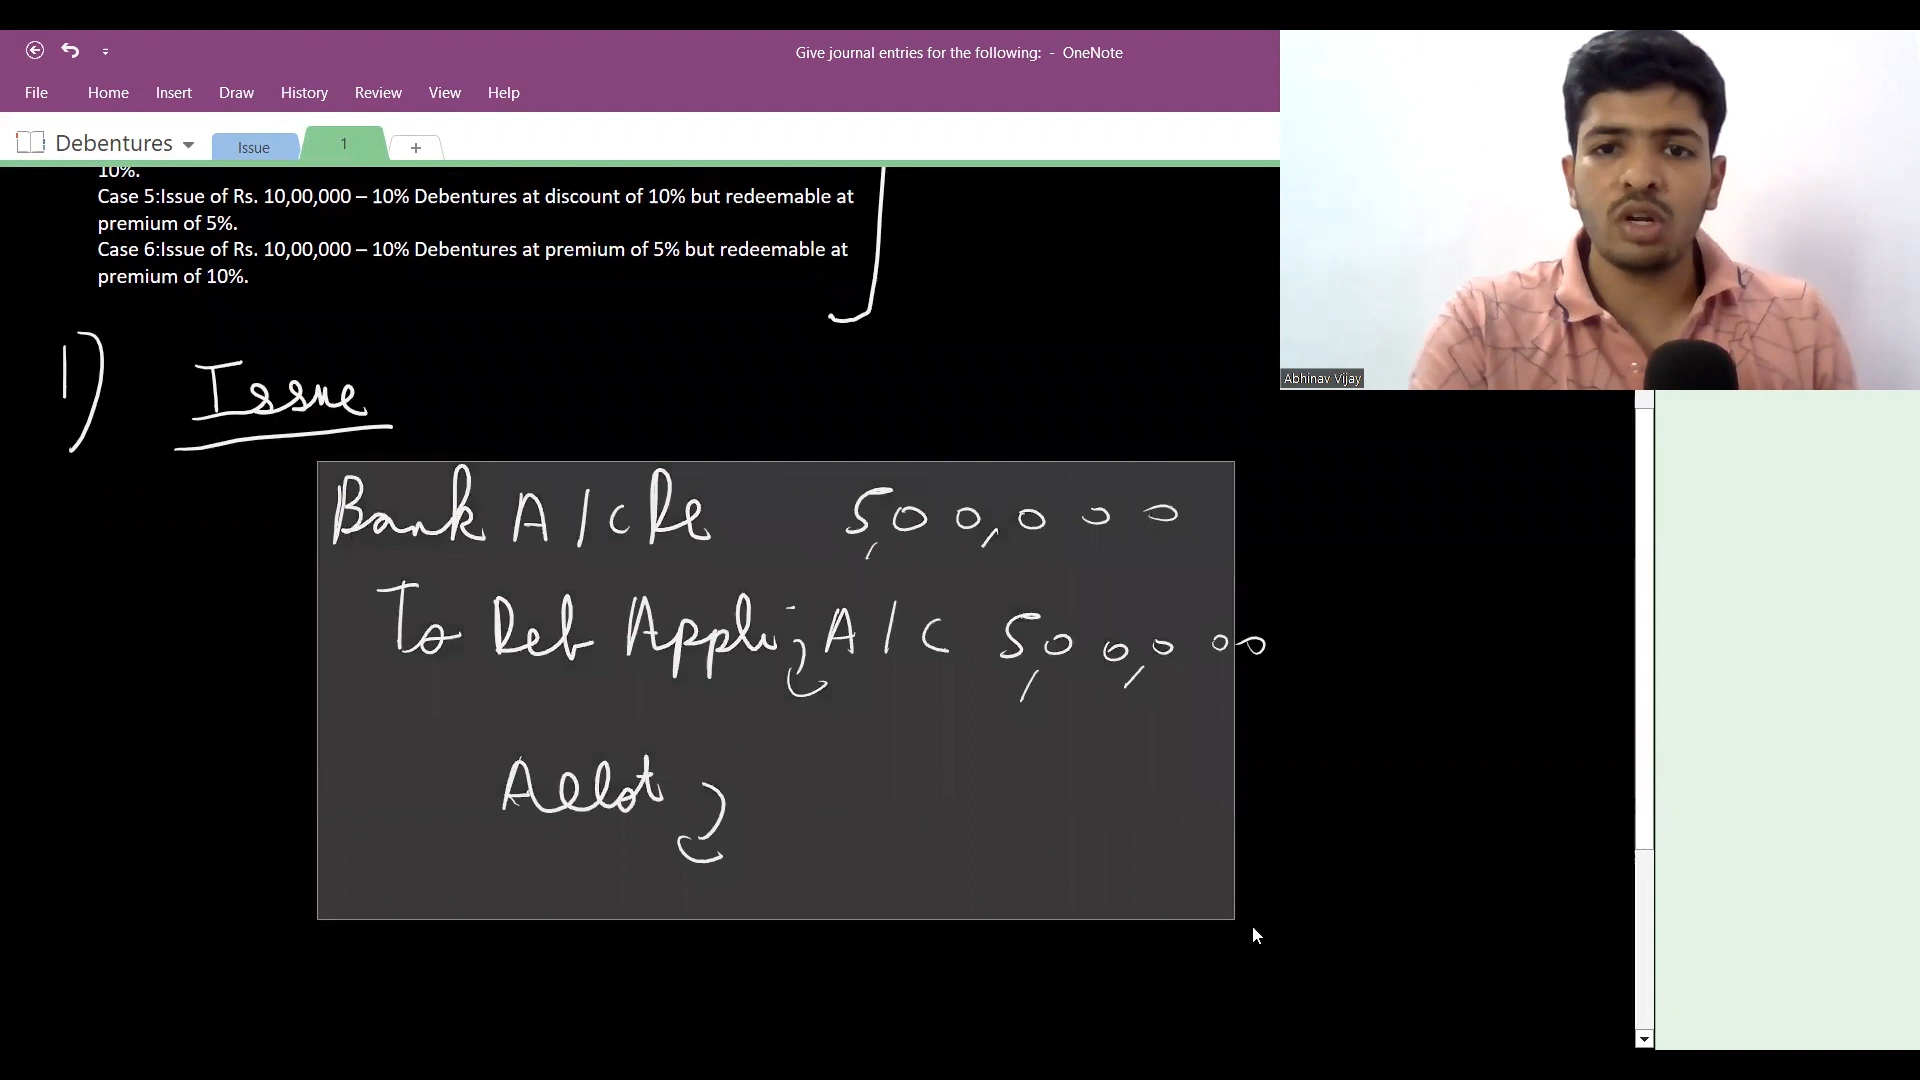 Give journal entries for the following: - OneNote
File Home Insert Draw History Review View Help
Debentures Issue 1 +
10%.
Case 5:Issue of Rs. 10,00,000 – 10% Debentures at discount of 10% but redeemable at
premium of 5%.
Case 6:Issue of Rs. 10,00,000 – 10% Debentures at premium of 5% but redeemable at
premium of 10%.
Abhinav Vijay
1) Issue
Bank A/c De 5,00,000
To Deb Appli; A/C 5,00,000
Allot